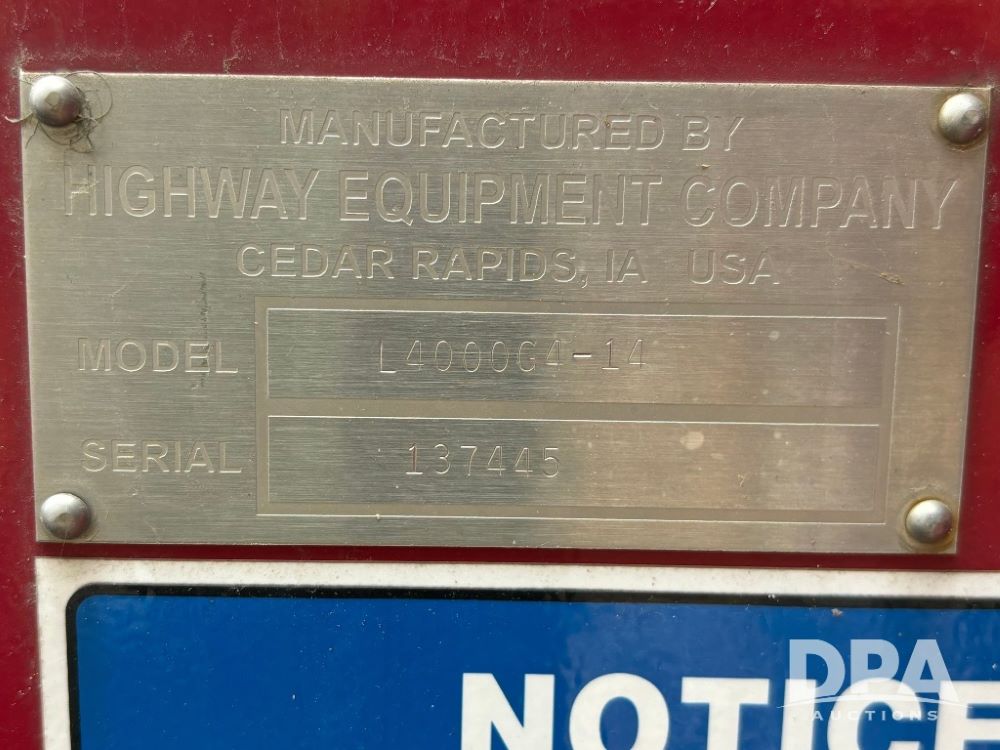 MANUFACTURED BY
HIGHWAY EQUIPMENT COMPANY
CEDAR RAPIDS, IA USA
MODEL L4000G4-14
SERIAL 137445
NOTICE
DPA
AUCTIONS